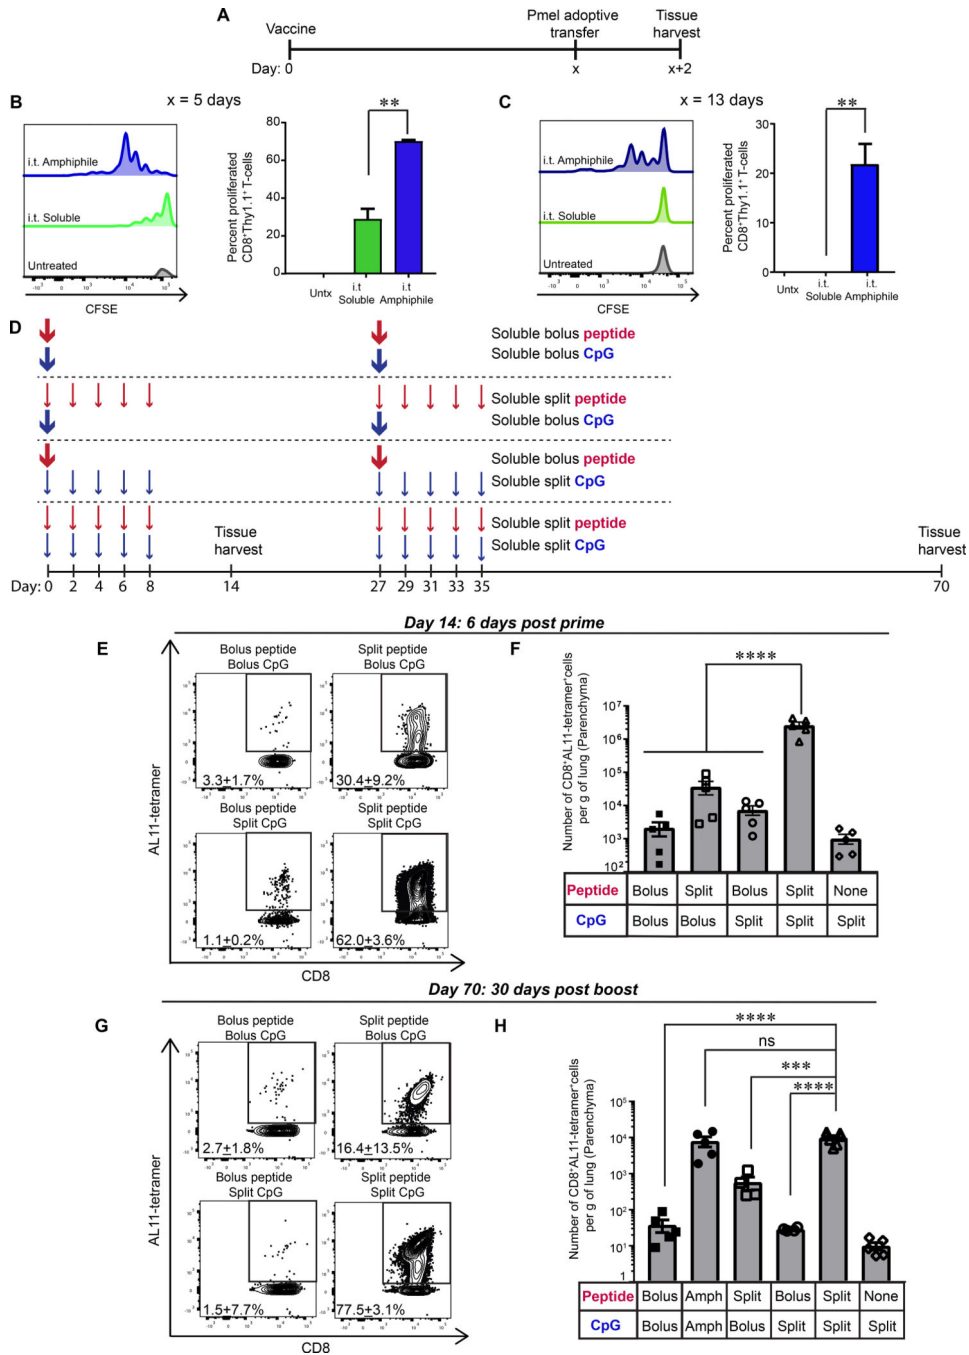 A
Vaccine
Pmel adoptive
transfer
Tissue
harvest
Day: 0
x
x+2
B
x = 5 days
i.t. Amphiphile
i.t. Soluble
Untreated
CFSE
Percent proliferated
CD8⁺Thy1.1⁺ T-cells
80
60
40
20
0
**
Untx
i.t
Soluble
i.t
Amphiphile
C
x = 13 days
i.t. Amphiphile
i.t. Soluble
Untreated
CFSE
Percent proliferated
CD8⁺Thy1.1⁺ T-cells
30
20
10
0
**
Untx
i.t.
Soluble
i.t.
Amphiphile
D
Soluble bolus peptide
Soluble bolus CpG
Soluble split peptide
Soluble bolus CpG
Soluble bolus peptide
Soluble split CpG
Soluble split peptide
Soluble split CpG
Tissue
harvest
Tissue
harvest
Day: 0 2 4 6 8 14 27 29 31 33 35 70
Day 14: 6 days post prime
E
Bolus peptide
Bolus CpG
Split peptide
Bolus CpG
3.3±1.7%
30.4±9.2%
Bolus peptide
Split CpG
Split peptide
Split CpG
1.1±0.2%
62.0±3.6%
AL11-tetramer
CD8
F
****
Number of CD8⁺AL11-tetramer⁺cells
per g of lung (Parenchyma)
10⁷
10⁶
10⁵
10⁴
10³
10²
Peptide Bolus Split Bolus Split None
CpG Bolus Bolus Split Split Split
Day 70: 30 days post boost
G
Bolus peptide
Bolus CpG
Split peptide
Bolus CpG
2.7±1.8%
16.4±13.5%
Bolus peptide
Split CpG
Split peptide
Split CpG
1.5+7.7%
77.5±3.1%
AL11-tetramer
CD8
H
****
ns
***
****
Number of CD8⁺AL11-tetramer⁺cells
per g of lung (Parenchyma)
10⁵
10⁴
10³
10²
10¹
1
Peptide Bolus Amph Split Bolus Split None
CpG Bolus Amph Bolus Split Split Split